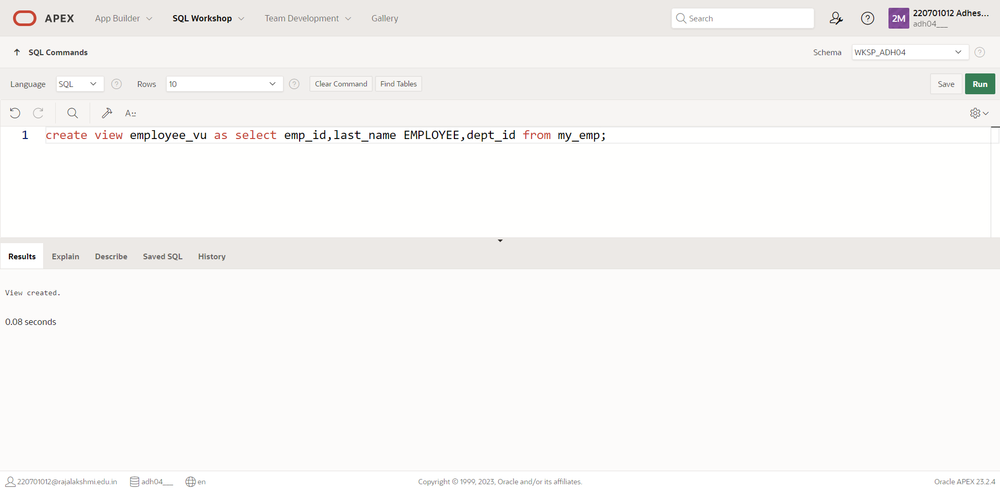 APEX App Builder SQL Workshop Team Development Gallery Search 2M 220701012 Adhes...
adh04___
SQL Commands Schema WKSP_ADH04 ?
Language SQL ? Rows 10 ? Clear Command Find Tables Save Run
A::
1 create view employee_vu as select emp_id,last_name EMPLOYEE,dept_id from my_emp;
Results Explain Describe Saved SQL History
View created.
0.08 seconds
220701012@rajalakshmi.edu.in adh04___ en Copyright © 1999, 2023, Oracle and/or its affiliates. Oracle APEX 23.2.4